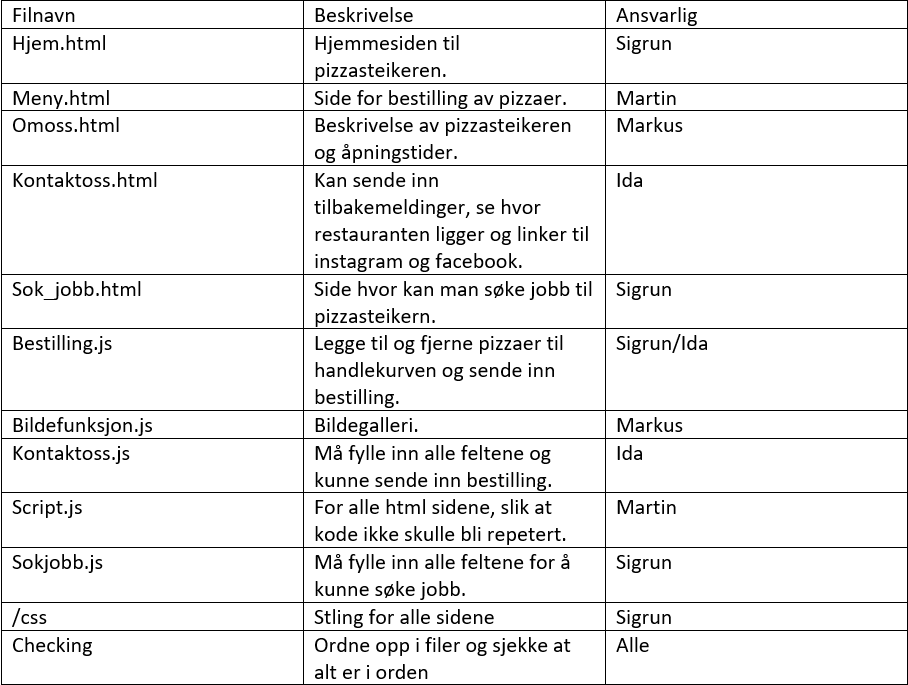 Filnavn Beskrivelse Ansvarlig
Hjem.html Hjemmesiden til Sigrun
pizzasteikeren.
Meny.html Side for bestilling av pizzaer. Martin
Omoss.html Beskrivelse av pizzasteikeren Markus
og åpningstider.
Kontaktoss.html Kan sende inn Ida
tilbakemeldinger, se hvor
restauranten ligger og linker til
instagram og facebook.
Sok_jobb.html Side hvor kan man søke jobb til Sigrun
pizzasteikern.
Bestilling.js Legge til og fjerne pizzaer til Sigrun/Ida
handlekurven og sende inn
bestilling.
Bildefunksjon.js Bildegalleri. Markus
Kontaktoss.js Må fylle inn alle feltene og Ida
kunne sende inn bestilling.
Script.js For alle html sidene, slik at Martin
kode ikke skulle bli repetert.
Sokjobb.js Må fylle inn alle feltene for å Sigrun
kunne søke jobb.
/css Stling for alle sidene Sigrun
Checking Ordne opp i filer og sjekke at Alle
alt er i orden